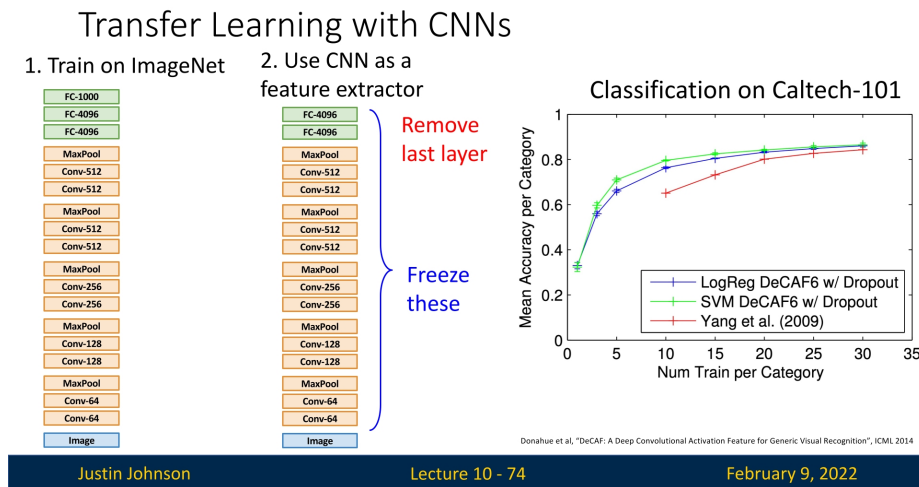 Transfer Learning with CNNs
1. Train on ImageNet
FC-1000
FC-4096
FC-4096
MaxPool
Conv-512
Conv-512
MaxPool
Conv-512
Conv-512
MaxPool
Conv-256
Conv-256
MaxPool
Conv-128
Conv-128
MaxPool
Conv-64
Conv-64
Image
2. Use CNN as a
feature extractor
FC-4096
FC-4096
MaxPool
Conv-512
Conv-512
MaxPool
Conv-512
Conv-512
MaxPool
Conv-256
Conv-256
MaxPool
Conv-128
Conv-128
MaxPool
Conv-64
Conv-64
Image
Remove
last layer
Freeze
these
Classification on Caltech-101
Mean Accuracy per Category
1
0.8
0.6
0.4
0.2
0
LogReg DeCAF6 w/ Dropout
SVM DeCAF6 w/ Dropout
Yang et al. (2009)
0 5 10 15 20 25 30 35
Num Train per Category
Donahue et al, "DeCAF: A Deep Convolutional Activation Feature for Generic Visual Recognition", ICML 2014
Justin Johnson
Lecture 10 - 74
February 9, 2022